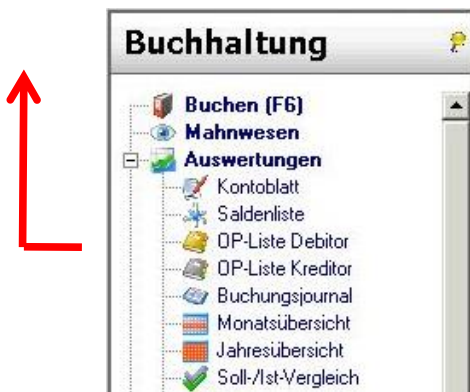 Buchhaltung
Buchen (F6)
Mahnwesen
Auswertungen
Kontoblatt
Saldenliste
OP-Liste Debitor
OP-Liste Kreditor
Buchungsjournal
Monatsübersicht
Jahresübersicht
Soll-/Ist-Vergleich